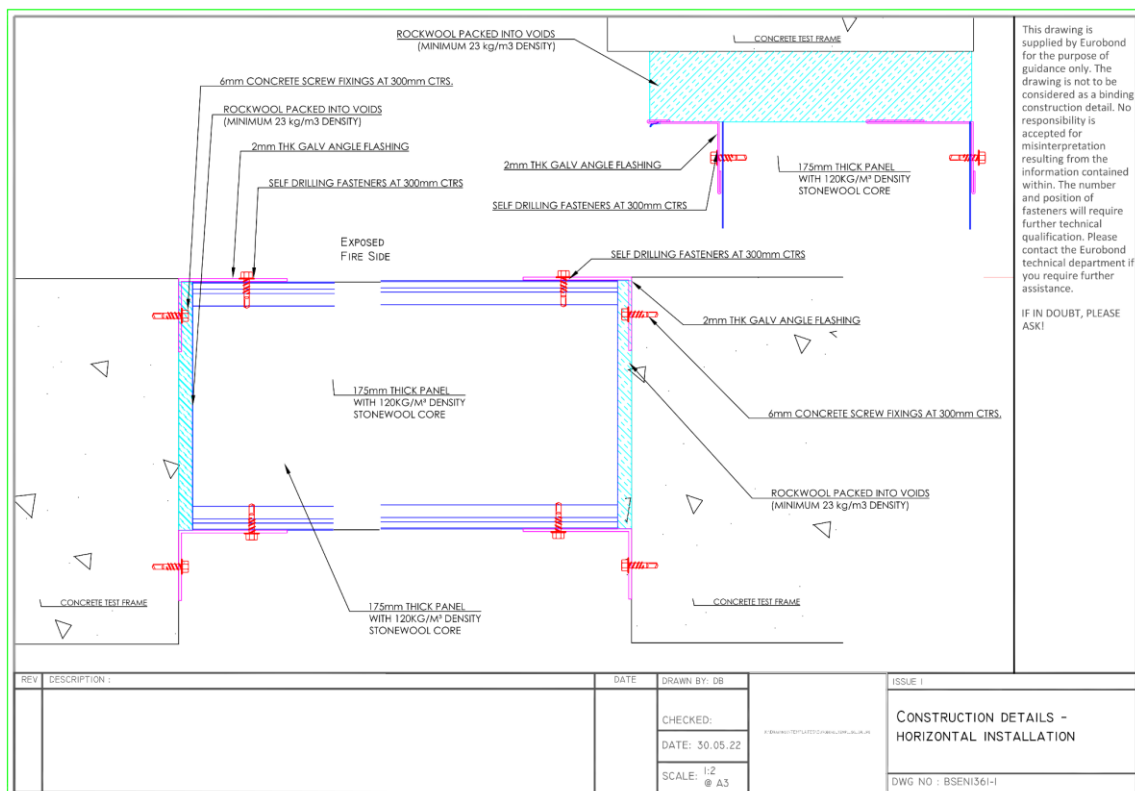 ROCKWOOL PACKED INTO VOIDS
(MINIMUM 23 kg/m3 DENSITY)
CONCRETE TEST FRAME
6mm CONCRETE SCREW FIXINGS AT 300mm CTRS.
ROCKWOOL PACKED INTO VOIDS
(MINIMUM 23 kg/m3 DENSITY)
2mm THK GALV ANGLE FLASHING
SELF DRILLING FASTENERS AT 300mm CTRS
2mm THK GALV ANGLE FLASHING
SELF DRILLING FASTENERS AT 300mm CTRS
175mm THICK PANEL
WITH 120KG/M³ DENSITY
STONEWOOL CORE
EXPOSED
FIRE SIDE
SELF DRILLING FASTENERS AT 300mm CTRS
2mm THK GALV ANGLE FLASHING
175mm THICK PANEL
WITH 120KG/M³ DENSITY
STONEWOOL CORE
6mm CONCRETE SCREW FIXINGS AT 300mm CTRS.
ROCKWOOL PACKED INTO VOIDS
(MINIMUM 23 kg/m3 DENSITY)
CONCRETE TEST FRAME
175mm THICK PANEL
WITH 120KG/M³ DENSITY
STONEWOOL CORE
CONCRETE TEST FRAME
This drawing is
supplied by Eurobond
for the purpose of
guidance only. The
drawing is not to be
considered as a binding
construction detail. No
responsibility is
accepted for
misinterpretation
resulting from the
information contained
within. The number
and position of
fasteners will require
further technical
qualification. Please
contact the Eurobond
technical department if
you require further
assistance.
IF IN DOUBT, PLEASE
ASK!
REV DESCRIPTION : DATE
DRAWN BY: DB
CHECKED:
DATE: 30.05.22
SCALE: 1:2
@ A3
ISSUE 1
CONSTRUCTION DETAILS -
HORIZONTAL INSTALLATION
DWG NO : BSEN1361-1